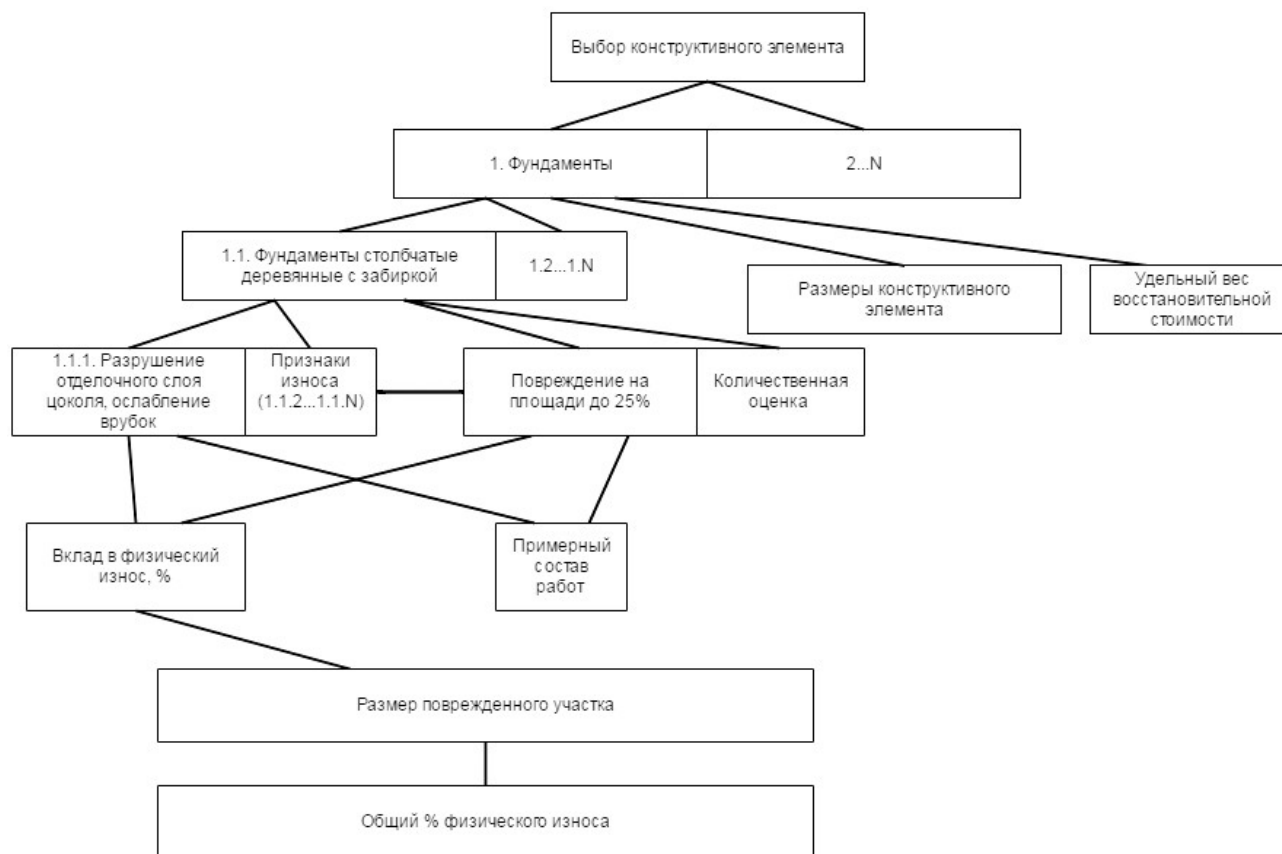 Выбор конструктивного элемента
1. Фундаменты
2...N
1.1. Фундаменты столбчатые
деревянные с забиркой
1.2...1.N
Размеры конструктивного
элемента
Удельный вес
восстановительной
стоимости
1.1.1. Разрушение
отделочного слоя
цоколя, ослабление
врубок
Признаки
износа
(1.1.2...1.1.N)
Повреждение на
площади до 25%
Количественная
оценка
Вклад в физический
износ, %
Примерный
состав
работ
Размер поврежденного участка
Общий % физического износа